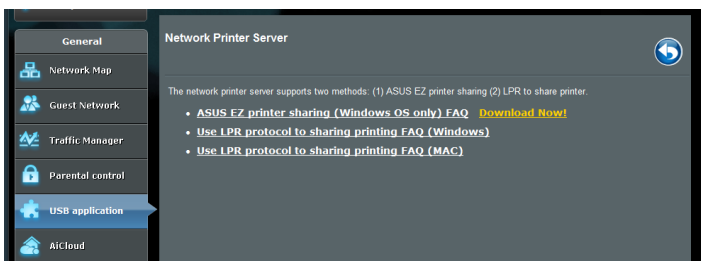 General
Network Map
Guest Network
Traffic Manager
Parental control
USB application
AiCloud
Network Printer Server
The network printer server supports two methods: (1) ASUS EZ printer sharing (2) LPR to share printer.
ASUS EZ printer sharing (Windows OS only) FAQ Download Now!
Use LPR protocol to sharing printing FAQ (Windows)
Use LPR protocol to sharing printing FAQ (MAC)